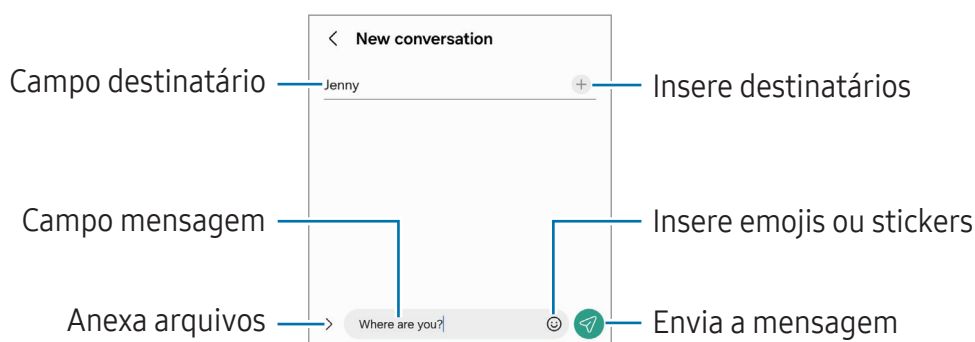 New conversation
Campo destinatário
Jenny
Insere destinatários
Campo mensagem
Insere emojis ou stickers
Anexa arquivos
Where are you?
Envia a mensagem